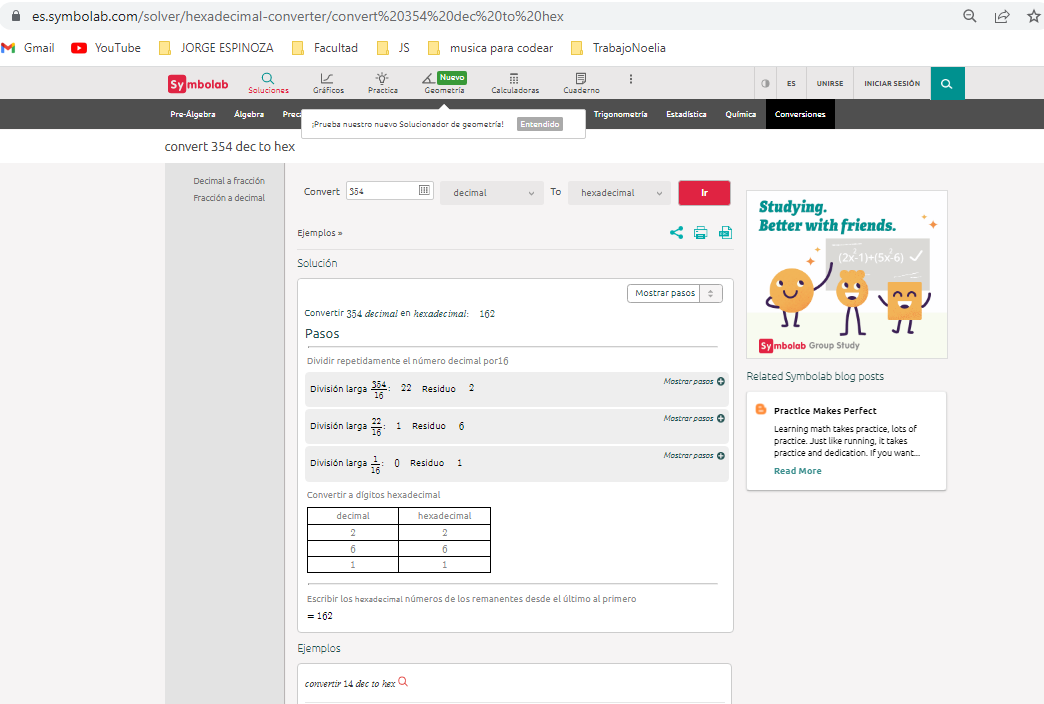 es.symbolab.com/solver/hexadecimal-converter/convert%20354%20dec%20to%20hex
Gmail YouTube JORGE ESPINOZA Facultad JS musica para codear TrabajoNoelia
Symbolab Soluciones Gráficos Practica Nuevo Geometría Calculadoras Cuaderno ES UNIRSE INICIAR SESIÓN
Pre-Álgebra Álgebra Trigonometría Estadística Química Conversiones
¡Prueba nuestro nuevo Solucionador de geometría! Entendido
convert 354 dec to hex
Decimal a fracción
Fracción a decimal
Convert 354 decimal To hexadecimal Ir
Ejemplos »
Solución
Mostrar pasos
Convertir 354 decimal en hexadecimal: 162
Pasos
Dividir repetidamente el número decimal por16
División larga 354/16: 22 Residuo 2 Mostrar pasos
División larga 22/16: 1 Residuo 6 Mostrar pasos
División larga 1/16: 0 Residuo 1 Mostrar pasos
Convertir a dígitos hexadecimal
decimal hexadecimal
2 2
6 6
1 1
Escribir los hexadecimal números de los remanentes desde el último al primero
= 162
Ejemplos
convertir 14 dec to hex
Studying.
Better with friends.
(2x²-1)+(5x²-6)
Symbolab Group Study
Related Symbolab blog posts
Practice Makes Perfect
Learning math takes practice, lots of
practice. Just like running, it takes
practice and dedication. If you want...
Read More